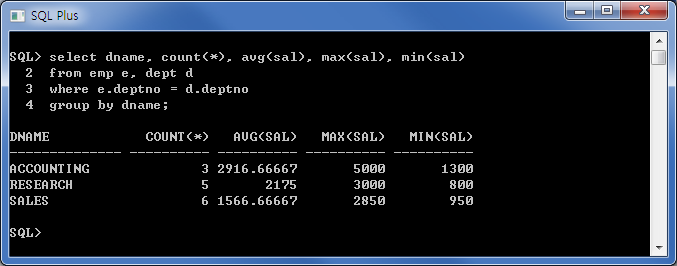 SQL Plus
SQL> select dname, count(*), avg(sal), max(sal), min(sal)
  2  from emp e, dept d
  3  where e.deptno = d.deptno
  4  group by dname;
DNAME            COUNT(*)   AVG(SAL)   MAX(SAL)   MIN(SAL)
-------------- ---------- ---------- ---------- ----------
ACCOUNTING              3 2916.66667       5000       1300
RESEARCH                5       2175       3000        800
SALES                   6 1566.66667       2850        950
SQL>